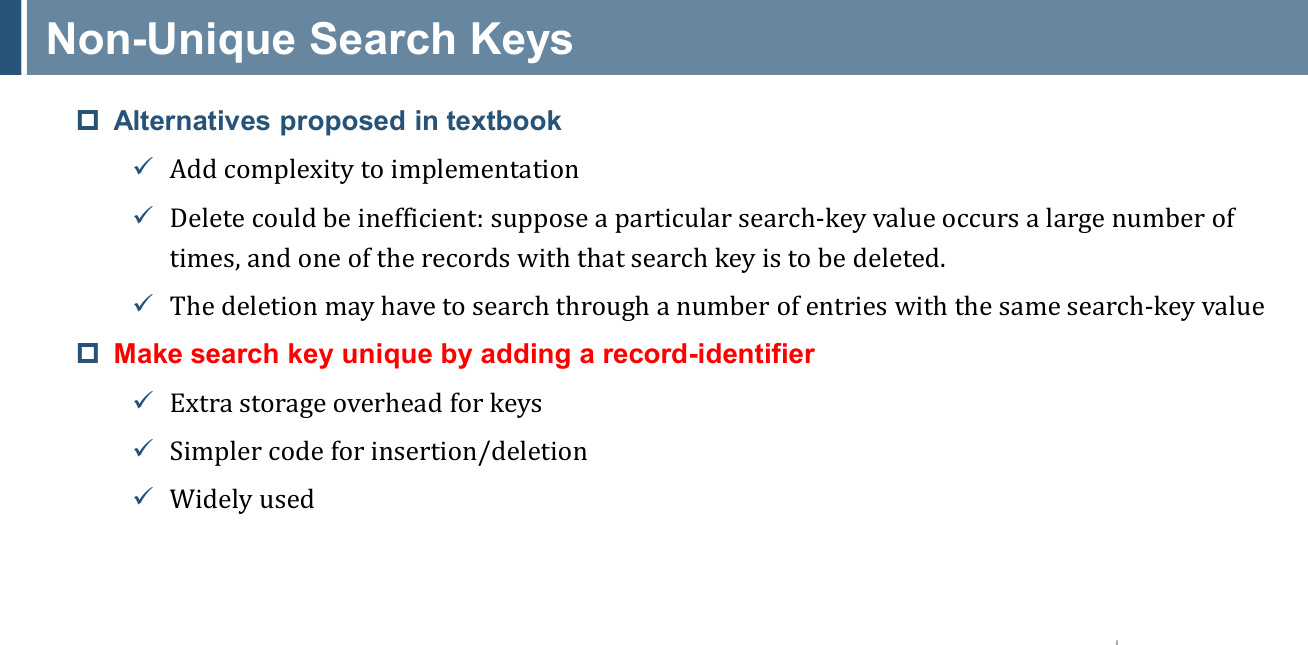 Non-Unique Search Keys
Alternatives proposed in textbook
Add complexity to implementation
Delete could be inefficient: suppose a particular search-key value occurs a large number of
times, and one of the records with that search key is to be deleted.
The deletion may have to search through a number of entries with the same search-key value
Make search key unique by adding a record-identifier
Extra storage overhead for keys
Simpler code for insertion/deletion
Widely used